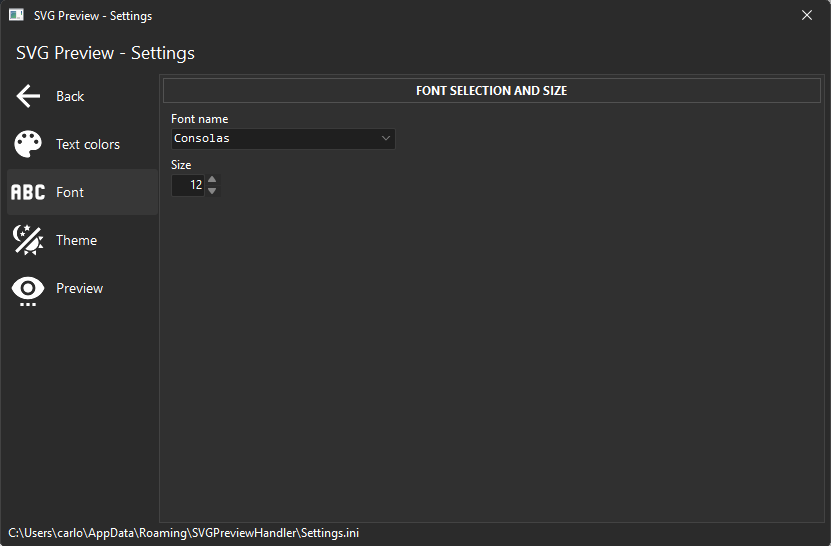 SVG Preview - Settings
SVG Preview - Settings
Back
Text colors
ABC Font
Theme
Preview
FONT SELECTION AND SIZE
Font name
Consolas
Size
12
C:\Users\carlo\AppData\Roaming\SVGPreviewHandler\Settings.ini